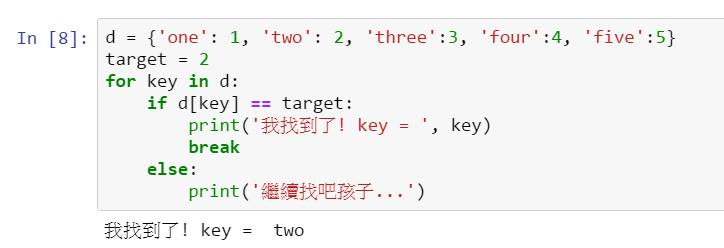 In [8]: d = {'one': 1, 'two': 2, 'three':3, 'four':4, 'five':5}
target = 2
for key in d:
    if d[key] == target:
        print('我找到了! key = ', key)
        break
    else:
        print('繼續找吧孩子...')
我找到了! key =  two